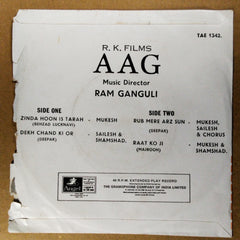 TAE 1342.
R. K. FILMS
AAG
Music Director
RAM GANGULI
SIDE ONE
ZINDA HOON IS TARAH - MUKESH
(BEHZAD LUCKNAVI)
DEKH CHAND KI OR - SAILESH &
(DEEPAK) SHAMSHAD.
SIDE TWO
RUB MERE ARZ SUN - MUKESH,
(DEEPAK) SAILESH
& CHORUS
RAAT KO JI - MUKESH &
(MAJROOH) SHAMSHAD.
Angel
45 R.P.M. EXTENDED PLAY RECORD
THE GRAMOPHONE COMPANY OF INDIA LIMITED